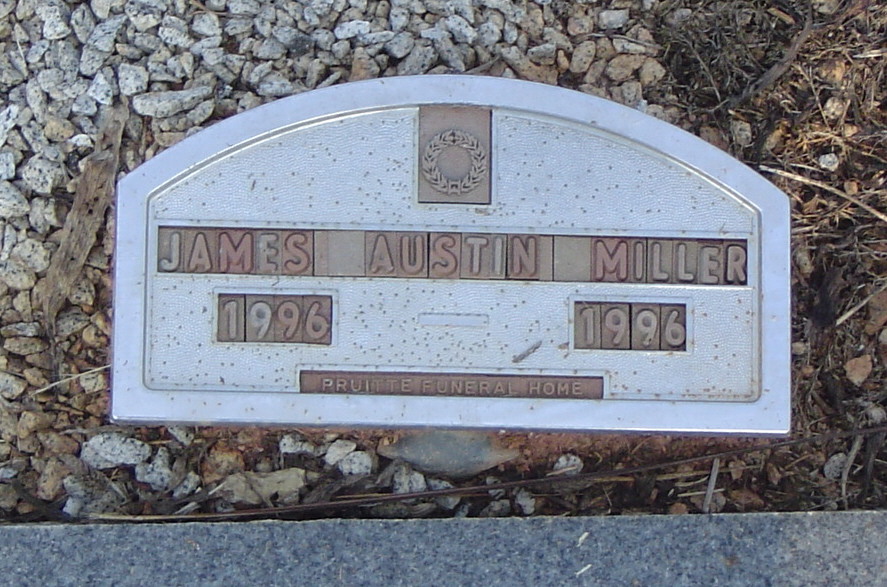 JAMES AUSTIN MILLER
1996 — 1996
PRUITTE FUNERAL HOME